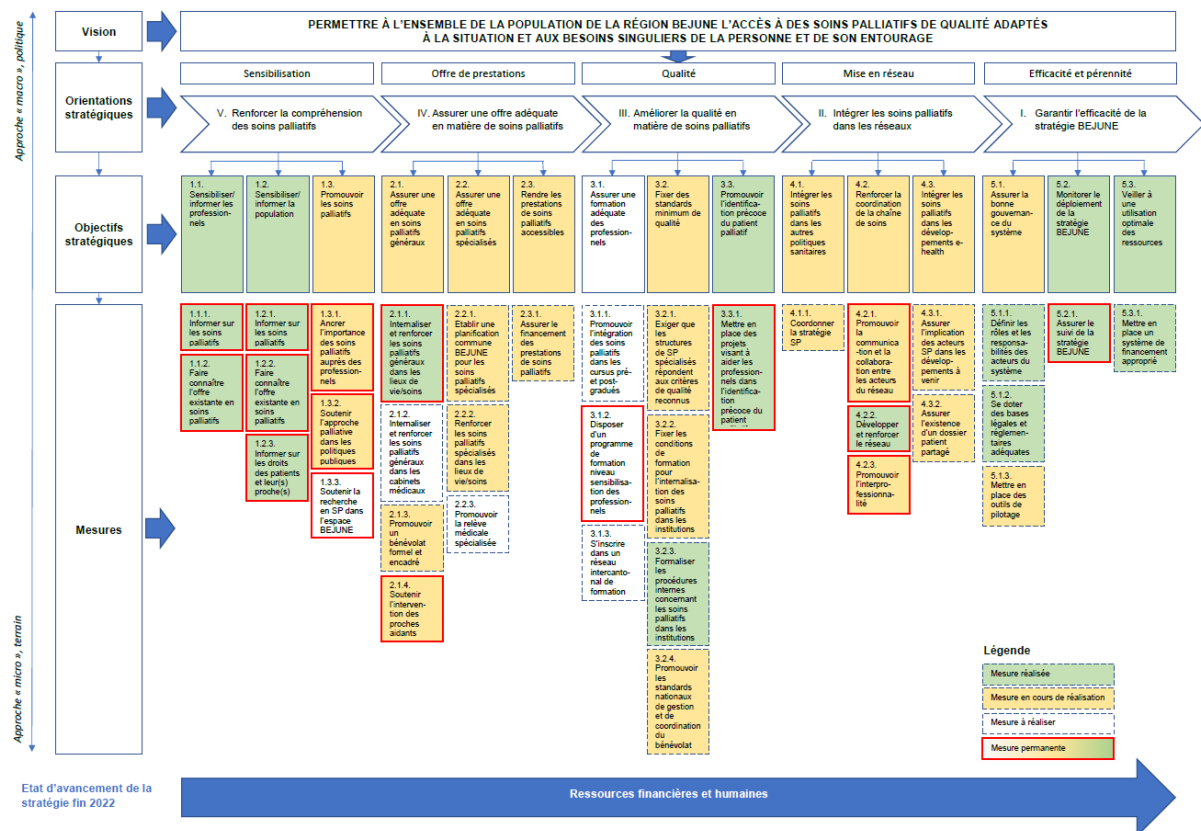 Approche « macro », politique
Vision
PERMETTRE À L'ENSEMBLE DE LA POPULATION DE LA RÉGION BEJUNE L'ACCÈS À DES SOINS PALLIATIFS DE QUALITÉ ADAPTÉS
À LA SITUATION ET AUX BESOINS SINGULIERS DE LA PERSONNE ET DE SON ENTOURAGE
Orientations
stratégiques
Sensibilisation
Offre de prestations
Qualité
Mise en réseau
Efficacité et pérennité
V. Renforcer la compréhension
des soins palliatifs
IV. Assurer une offre adéquate
en matière de soins palliatifs
III. Améliorer la qualité en
matière de soins palliatifs
II. Intégrer les soins palliatifs
dans les réseaux
I. Garantir l'efficacité de la
stratégie BEJUNE
Objectifs
stratégiques
1.1.
Sensibiliser/
informer les
profession-
nels
1.2.
Sensibiliser/
informer la
population
1.3.
Promouvoir
les soins
palliatifs
2.1.
Assurer une
offre
adéquate
en soins
palliatifs
généraux
2.2.
Assurer une
offre
adéquate
en soins
palliatifs
spécialisés
2.3.
Rendre les
prestations
de soins
palliatifs
accessibles
3.1.
Assurer une
formation
adéquate
des profession-
nels
3.2.
Fixer des
standards
minimum de
qualité
3.3.
Promouvoir
l'identification
précoce du
patient
palliatif
4.1.
Intégrer les
soins
palliatifs
dans les
autres
politiques
sanitaires
4.2.
Renforcer la
coordination
de la chaîne
de soins
4.3.
Intégrer les
soins
palliatifs
dans les
dévelop-
pements e-
health
5.1.
Assurer la
bonne
gouvernan-
ce du
système
5.2.
Monitorer le
déploiement
de la
stratégie
BEJUNE
5.3.
Veiller à
une
utilisation
optimale
des
ressources
Mesures
1.1.1.
Informer sur
les soins
palliatifs
1.1.2.
Faire
connaître
l'offre
existante en
soins
palliatifs
1.2.1.
Informer sur
les soins
palliatifs
1.2.2.
Faire
connaître
l'offre
existante en
soins
palliatifs
1.2.3.
Informer sur
les droits
des patients
et leur(s)
proche(s)
1.3.1.
Ancrer
l'importance
des soins
palliatifs
auprès des
profession-
nels
1.3.2.
Soutenir
l'approche
palliative
dans les
politiques
publiques
1.3.3.
Soutenir la
recherche
en SP dans
l'espace
BEJUNE
2.1.1.
Internaliser
et renforcer
les soins
palliatifs
généraux
dans les
lieux de
vie/soins
2.1.2.
Internaliser
et renforcer
les soins
palliatifs
généraux
dans les
cabinets
médicaux
2.1.3.
Promouvoir
un
bénévolat
formel et
encadré
2.1.4.
Soutenir
l'intervention
des
proches
aidants
2.2.1.
Etablir une
planification
commune
BEJUNE
pour les
soins
palliatifs
spécialisés
2.2.2.
Renforcer
les soins
palliatifs
spécialisés
dans les
lieux de
vie/soins
2.2.3.
Promouvoir
la relève
médicale
spécialisée
2.3.1.
Assurer le
financement
des
prestations
de soins
palliatifs
3.1.1.
Promouvoir
l'intégration
des soins
palliatifs
dans les
cursus pré-
et post-
gradués
3.1.2.
Disposer
d'un
programme
de
formation
niveau
sensibilisa-
tion des
profession-
nels
3.1.3.
S'inscrire
dans un
réseau
intercanto-
nal de
formation
3.2.1.
Exiger que
les
structures
de SP
spécialisés
répondent
aux critères
de qualité
reconnus
3.2.2.
Fixer les
conditions
de
formation
pour
l'internalisa-
tion des
soins
palliatifs
dans les
institutions
3.2.3.
Formaliser
les
procédures
internes
concernant
les soins
palliatifs
dans les
institutions
3.2.4.
Promouvoir
les
standards
nationaux
de gestion
et de
coordination
du
bénévolat
3.3.1.
Mettre en
place des
projets
visant à
aider les
professionnels
dans
l'identification
précoce du
patient
4.1.1.
Coordonner
la stratégie
SP
4.2.1.
Promouvoir
la
communica-
tion et la
collaboration
entre les
acteurs du
réseau
4.2.2.
Développer
et renforcer
le réseau
4.2.3.
Promouvoir
l'interpro-
fessionna-
lité
4.3.1.
Assurer
l'implication
des acteurs
SP dans les
dévelop-
pements à
venir
4.3.2.
Assurer
l'existence
d'un dossier
patient
partagé
5.1.1.
Définir les
rôles et les
responsa-
bilités des
acteurs du
système
5.1.2.
Se doter
des bases
légales et
réglemen-
taires
adéquates
5.1.3.
Mettre en
place des
outils de
pilotage
5.2.1.
Assurer le
suivi de la
stratégie
BEJUNE
5.3.1.
Mettre en
place un
système de
financement
approprié
Approche « micro », terrain
Légende
Mesure réalisée
Mesure en cours de réalisation
Mesure à réaliser
Mesure permanente
Etat d'avancement de la
stratégie fin 2022
Ressources financières et humaines